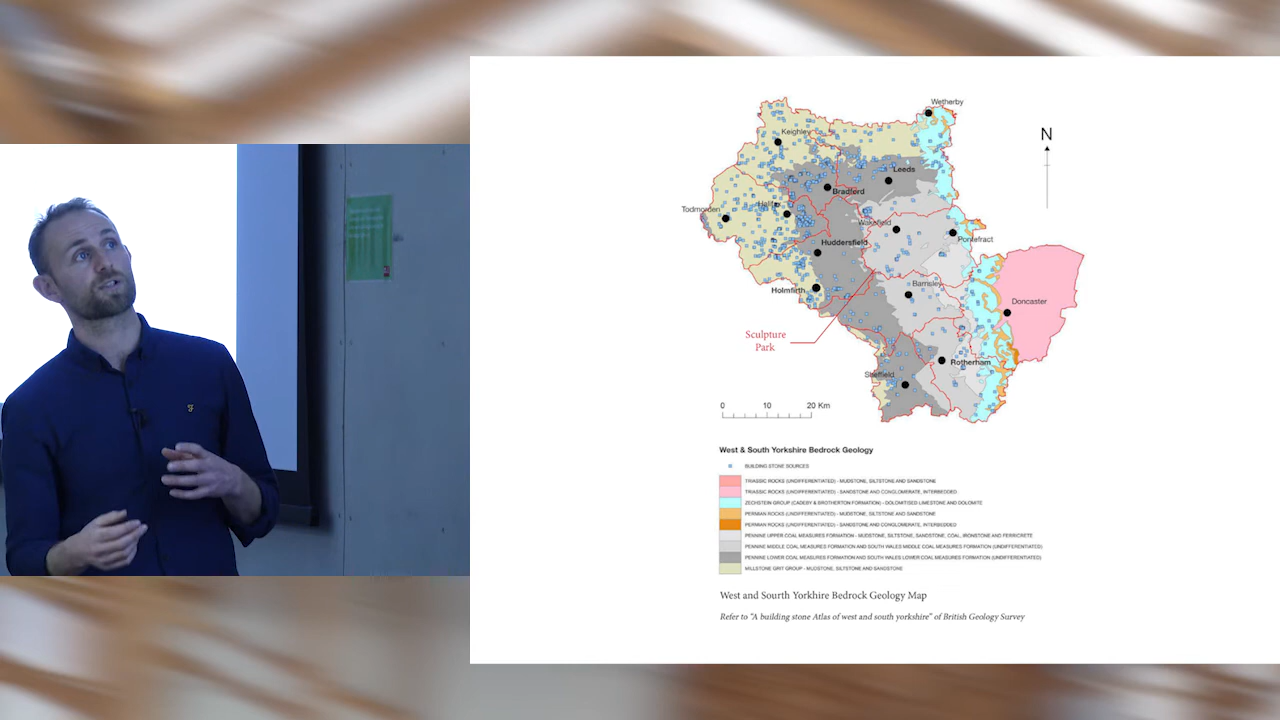 Wetherby
N
Keighley
Leeds
Bradford
Todmorden
Halifax
Wakefield
Pontefract
Huddersfield
Holmfirth
Barnsley
Doncaster
Sculpture
Park
Rotherham
Sheffield
0 10 20 Km
West & South Yorkshire Bedrock Geology
BUILDING STONE SOURCES
TRIASSIC ROCKS (UNDIFFERENTIATED) - MUDSTONE, SILTSTONE AND SANDSTONE
TRIASSIC ROCKS (UNDIFFERENTIATED) - SANDSTONE AND CONGLOMERATE, INTERBEDDED
ZECHSTEIN GROUP (CADEBY & BROTHERTON FORMATION) - DOLOMITISED LIMESTONE AND DOLOMITE
PERMIAN ROCKS (UNDIFFERENTIATED) - MUDSTONE, SILTSTONE AND SANDSTONE
PERMIAN ROCKS (UNDIFFERENTIATED) - SANDSTONE AND CONGLOMERATE, INTERBEDDED
PENNINE UPPER COAL MEASURES FORMATION - MUDSTONE, SILTSTONE, SANDSTONE, COAL, IRONSTONE AND FERRICRETE
PENNINE MIDDLE COAL MEASURES FORMATION AND SOUTH WALES MIDDLE COAL MEASURES FORMATION (UNDIFFERENTIATED)
PENNINE LOWER COAL MEASURES FORMATION AND SOUTH WALES LOWER COAL MEASURES FORMATION (UNDIFFERENTIATED)
MILLSTONE GRIT GROUP - MUDSTONE, SILTSTONE AND SANDSTONE
West and Sourth Yorkhire Bedrock Geology Map
Refer to "A building stone Atlas of west and south yorkshire" of British Geology Survey